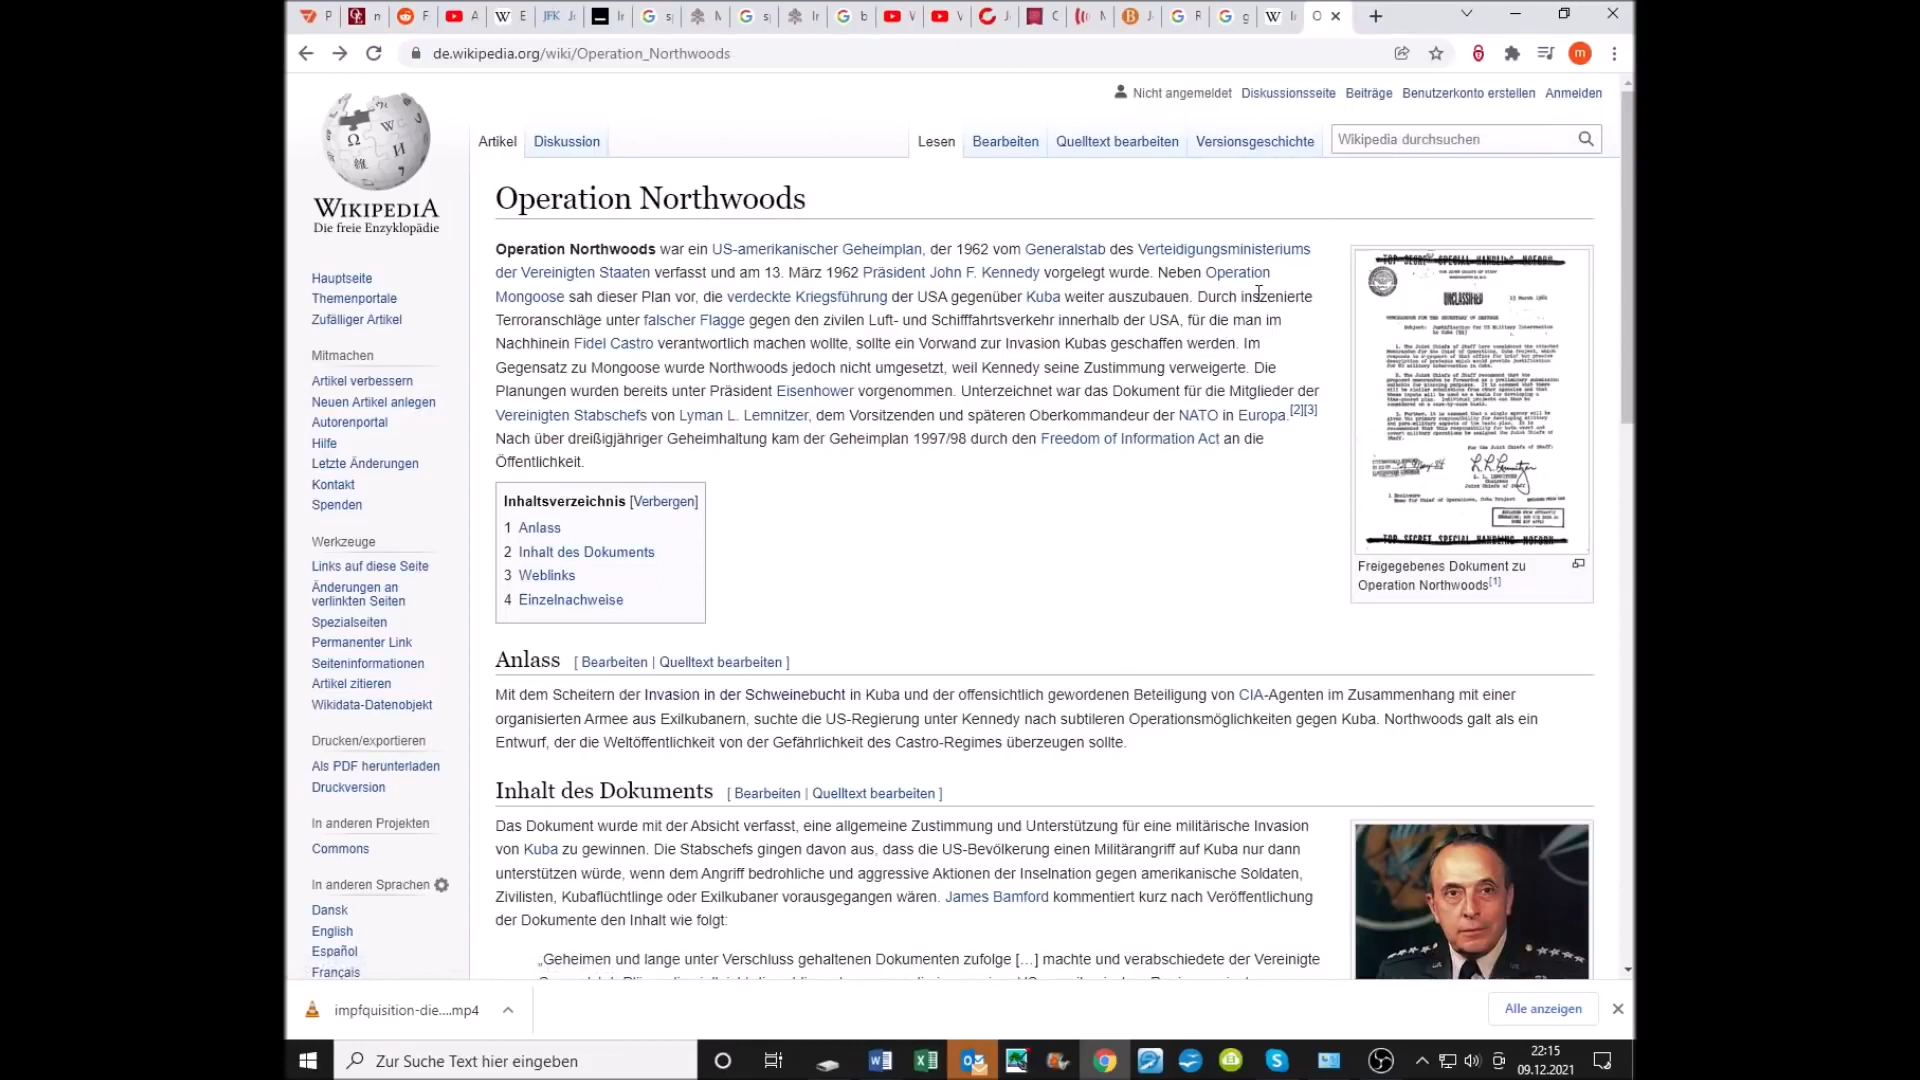 de.wikipedia.org/wiki/Operation_Northwoods
Nicht angemeldet Diskussionsseite Beiträge Benutzerkonto erstellen Anmelden
Artikel Diskussion Lesen Bearbeiten Quelltext bearbeiten Versionsgeschichte Wikipedia durchsuchen
WIKIPEDIA
Die freie Enzyklopädie
Hauptseite
Themenportale
Zufälliger Artikel
Mitmachen
Artikel verbessern
Neuen Artikel anlegen
Autorenportal
Hilfe
Letzte Änderungen
Kontakt
Spenden
Werkzeuge
Links auf diese Seite
Änderungen an
verlinkten Seiten
Spezialseiten
Permanenter Link
Seiteninformationen
Artikel zitieren
Wikidata-Datenobjekt
Drucken/exportieren
Als PDF herunterladen
Druckversion
In anderen Projekten
Commons
In anderen Sprachen
Dansk
English
Español
Français
Operation Northwoods
Operation Northwoods war ein US-amerikanischer Geheimplan, der 1962 vom Generalstab des Verteidigungsministeriums
der Vereinigten Staaten verfasst und am 13. März 1962 Präsident John F. Kennedy vorgelegt wurde. Neben Operation
Mongoose sah dieser Plan vor, die verdeckte Kriegsführung der USA gegenüber Kuba weiter auszubauen. Durch inszenierte
Terroranschläge unter falscher Flagge gegen den zivilen Luft- und Schifffahrtsverkehr innerhalb der USA, für die man im
Nachhinein Fidel Castro verantwortlich machen wollte, sollte ein Vorwand zur Invasion Kubas geschaffen werden. Im
Gegensatz zu Mongoose wurde Northwoods jedoch nicht umgesetzt, weil Kennedy seine Zustimmung verweigerte. Die
Planungen wurden bereits unter Präsident Eisenhower vorgenommen. Unterzeichnet war das Dokument für die Mitglieder der
Vereinigten Stabschefs von Lyman L. Lemnitzer, dem Vorsitzenden und späteren Oberkommandeur der NATO in Europa.[2][3]
Nach über dreißigjähriger Geheimhaltung kam der Geheimplan 1997/98 durch den Freedom of Information Act an die
Öffentlichkeit.
TOP SECRET SPECIAL HANDLING NOFORN
UNCLASSIFIED
TOP SECRET SPECIAL HANDLING NOFORN
Freigegebenes Dokument zu
Operation Northwoods[1]
Inhaltsverzeichnis [Verbergen]
1 Anlass
2 Inhalt des Dokuments
3 Weblinks
4 Einzelnachweise
Anlass [ Bearbeiten | Quelltext bearbeiten ]
Mit dem Scheitern der Invasion in der Schweinebucht in Kuba und der offensichtlich gewordenen Beteiligung von CIA-Agenten im Zusammenhang mit einer
organisierten Armee aus Exilkubanern, suchte die US-Regierung unter Kennedy nach subtileren Operationsmöglichkeiten gegen Kuba. Northwoods galt als ein
Entwurf, der die Weltöffentlichkeit von der Gefährlichkeit des Castro-Regimes überzeugen sollte.
Inhalt des Dokuments [ Bearbeiten | Quelltext bearbeiten ]
Das Dokument wurde mit der Absicht verfasst, eine allgemeine Zustimmung und Unterstützung für eine militärische Invasion
von Kuba zu gewinnen. Die Stabschefs gingen davon aus, dass die US-Bevölkerung einen Militärangriff auf Kuba nur dann
unterstützen würde, wenn dem Angriff bedrohliche und aggressive Aktionen der Inselnation gegen amerikanische Soldaten,
Zivilisten, Kubaflüchtlinge oder Exilkubaner vorausgegangen wären. James Bamford kommentiert kurz nach Veröffentlichung
der Dokumente den Inhalt wie folgt:
„Geheimen und lange unter Verschluss gehaltenen Dokumenten zufolge […] machte und verabschiedete der Vereinigte
impfquisition-die....mp4
Alle anzeigen
Zur Suche Text hier eingeben
22:15
09.12.2021